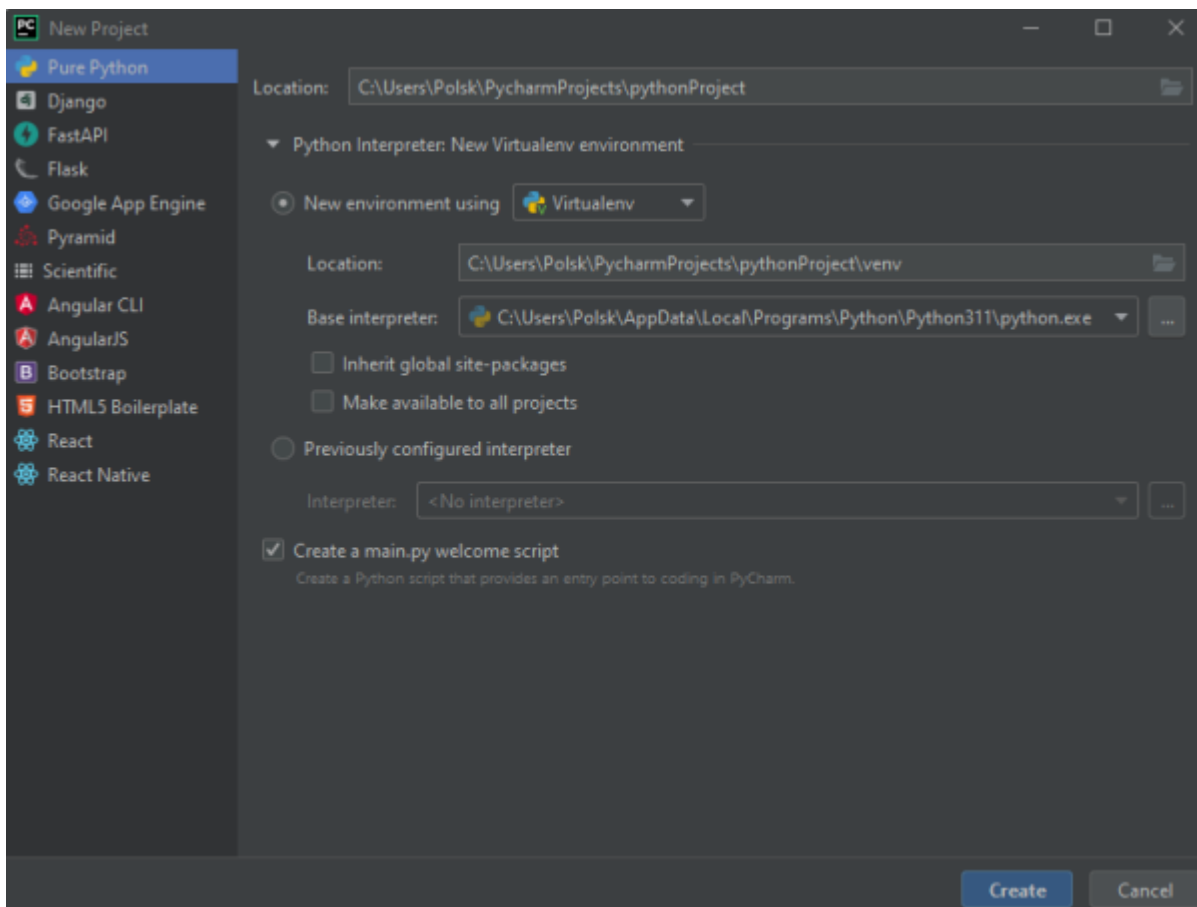 PC New Project
Pure Python
Django
FastAPI
Flask
Google App Engine
Pyramid
Scientific
Angular CLI
AngularJS
Bootstrap
HTML5 Boilerplate
React
React Native
Location: C:\Users\Polsk\PycharmProjects\pythonProject
Python Interpreter: New Virtualenv environment
New environment using Virtualenv
Location: C:\Users\Polsk\PycharmProjects\pythonProject\venv
Base interpreter: C:\Users\Polsk\AppData\Local\Programs\Python\Python311\python.exe ...
Inherit global site-packages
Make available to all projects
Previously configured interpreter
Interpreter: <No interpreter> ...
Create a main.py welcome script
Create a Python script that provides an entry point to coding in PyCharm.
Create Cancel